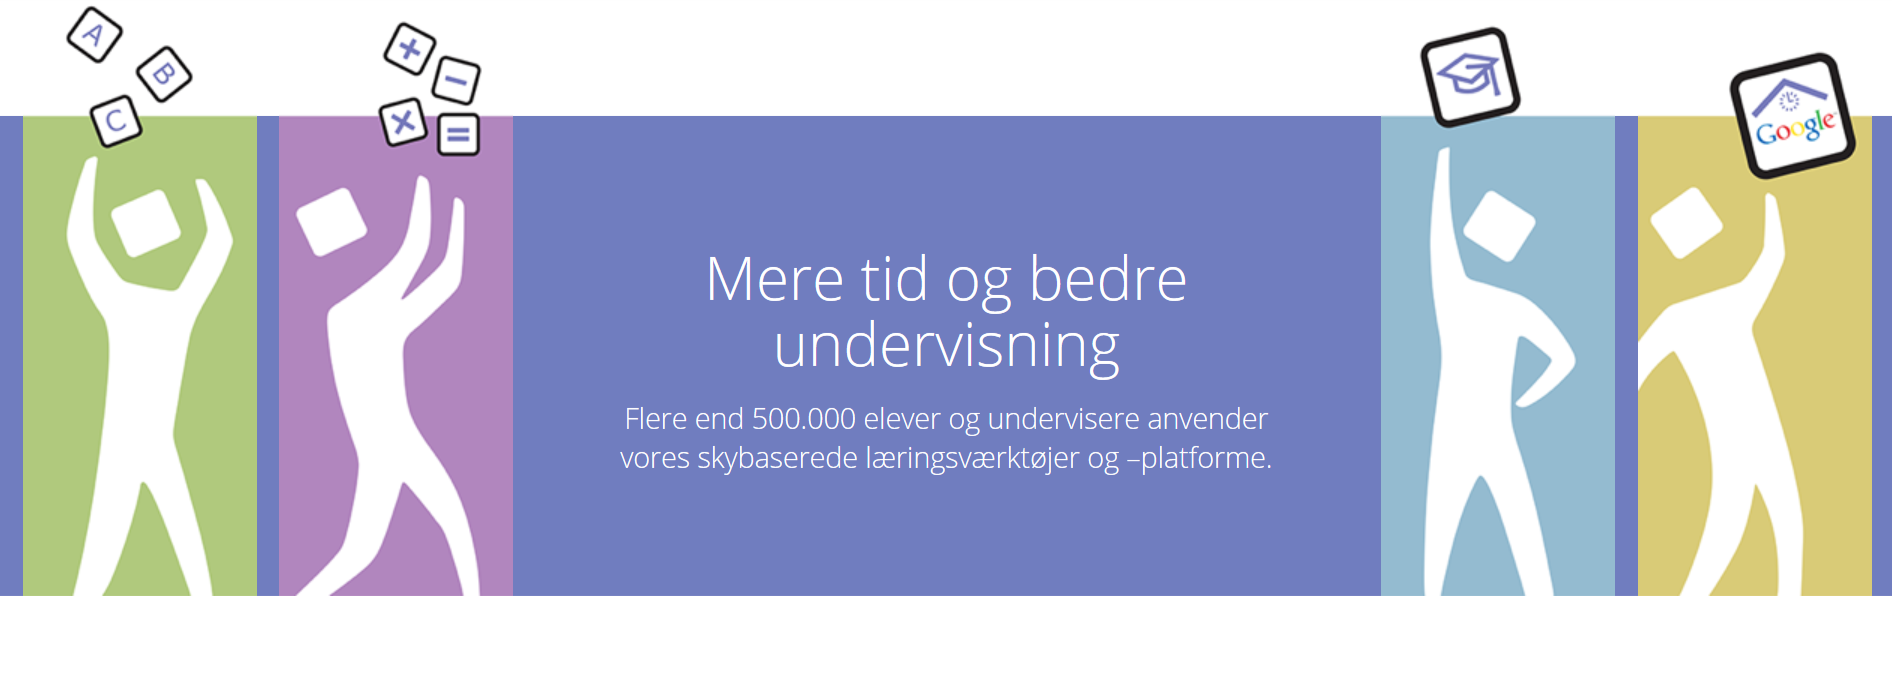 A
B
C
+
−
×
=
Google
Mere tid og bedre
undervisning
Flere end 500.000 elever og undervisere anvender
vores skybaserede læringsværktøjer og –platforme.